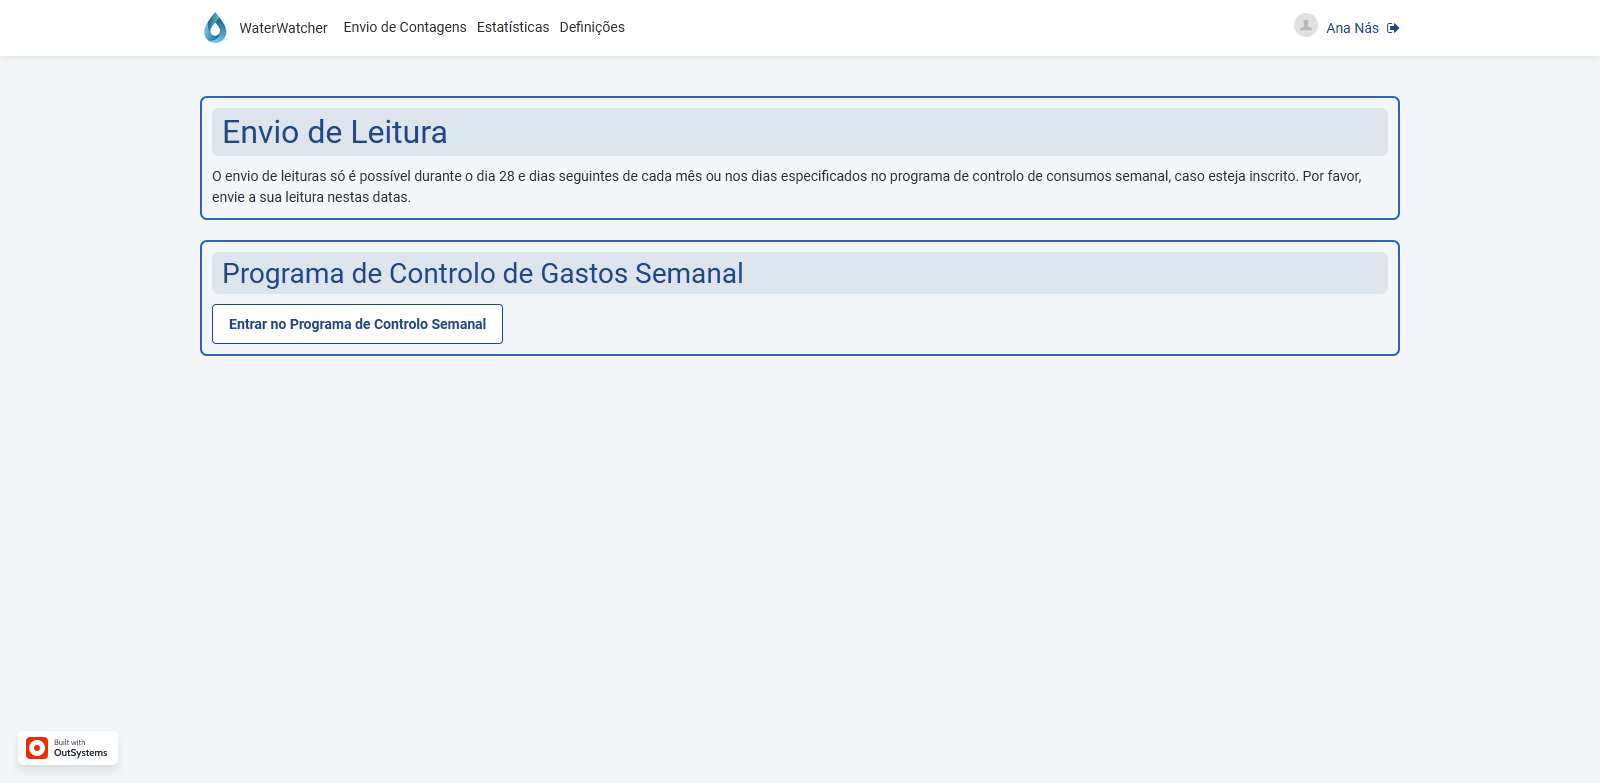 WaterWatcher Envio de Contagens Estatísticas Definições Ana Nás
Envio de Leitura
O envio de leituras só é possível durante o dia 28 e dias seguintes de cada mês ou nos dias especificados no programa de controlo de consumos semanal, caso esteja inscrito. Por favor,
envie a sua leitura nestas datas.
Programa de Controlo de Gastos Semanal
Entrar no Programa de Controlo Semanal
Built with
OutSystems